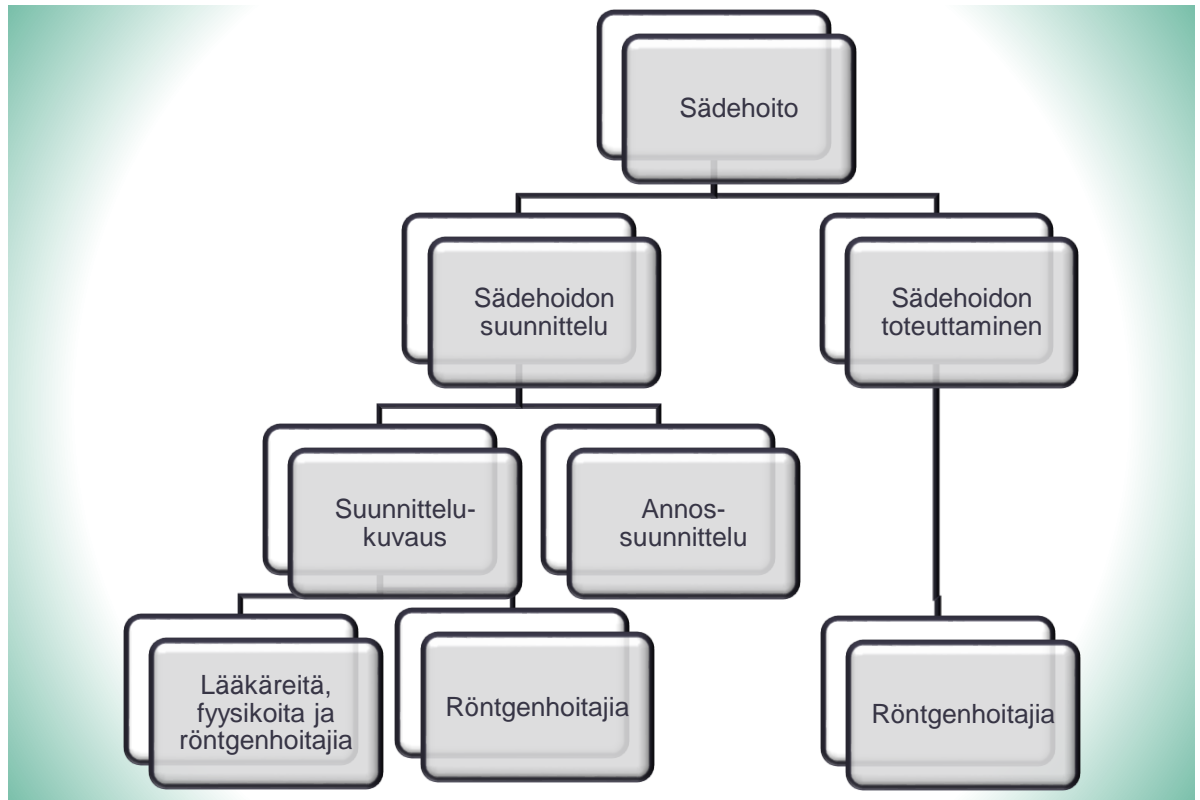 Sädehoito
Sädehoidon
suunnittelu
Sädehoidon
toteuttaminen
Suunnittelu-
kuvaus
Annos-
suunnittelu
Lääkäreitä,
fyysikoita ja
röntgenhoitajia
Röntgenhoitajia
Röntgenhoitajia